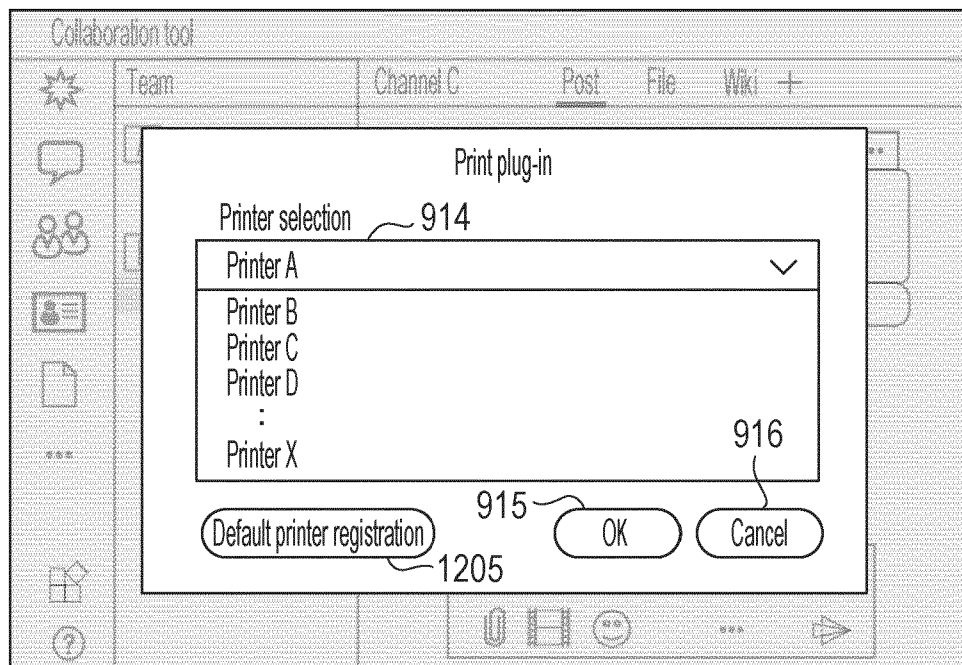 Collaboration tool
Team Channel C Post File Wiki +
Print plug-in
Printer selection 914
Printer A
Printer B
Printer C
Printer D
:
Printer X
916
915
Default printer registration OK Cancel
1205
?